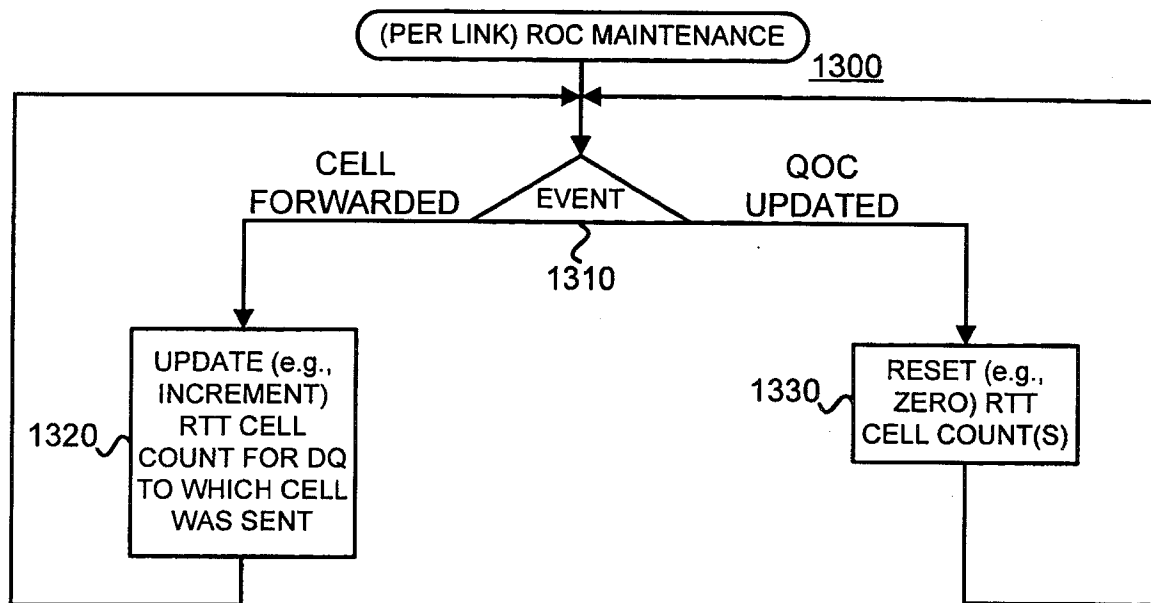 (PER LINK) ROC MAINTENANCE
1300
CELL
FORWARDED
EVENT
QOC
UPDATED
1310
UPDATE (e.g.,
INCREMENT)
RTT CELL
COUNT FOR DQ
TO WHICH CELL
WAS SENT
1320
RESET (e.g.,
ZERO) RTT
CELL COUNT(S)
1330